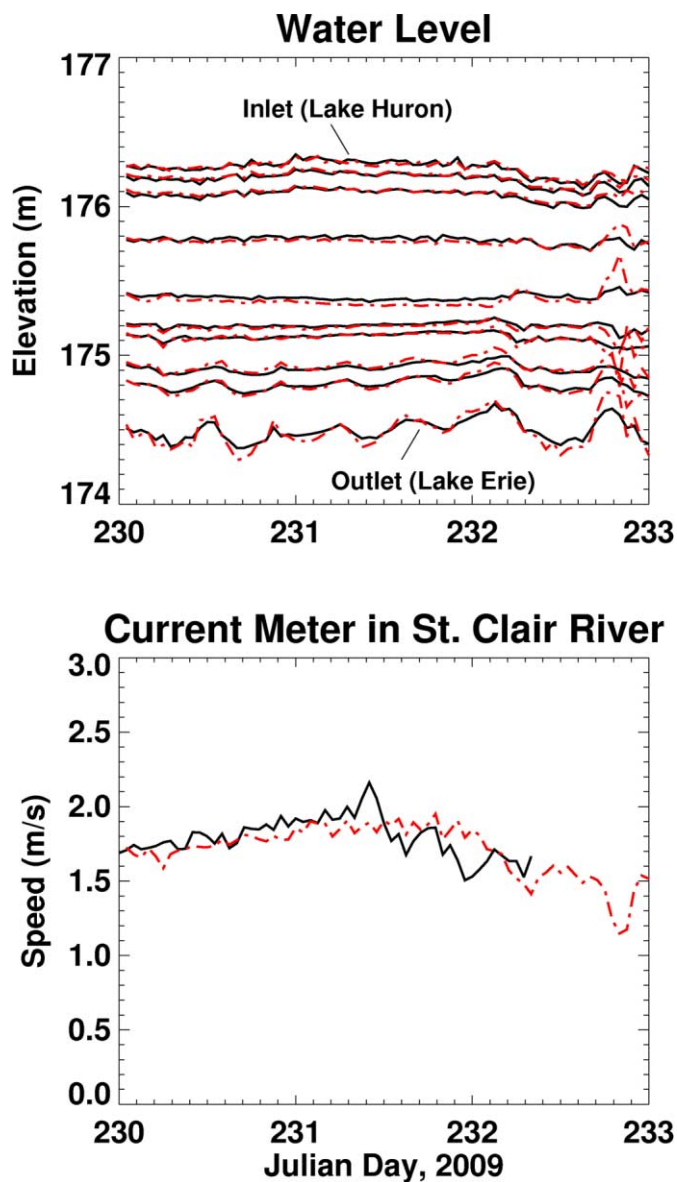 Water Level
177
Inlet (Lake Huron)
176
Elevation (m)
175
Outlet (Lake Erie)
174
230
231
232
233
Current Meter in St. Clair River
3.0
2.5
2.0
Speed (m/s)
1.5
1.0
0.5
0.0
230
231
232
233
Julian Day, 2009